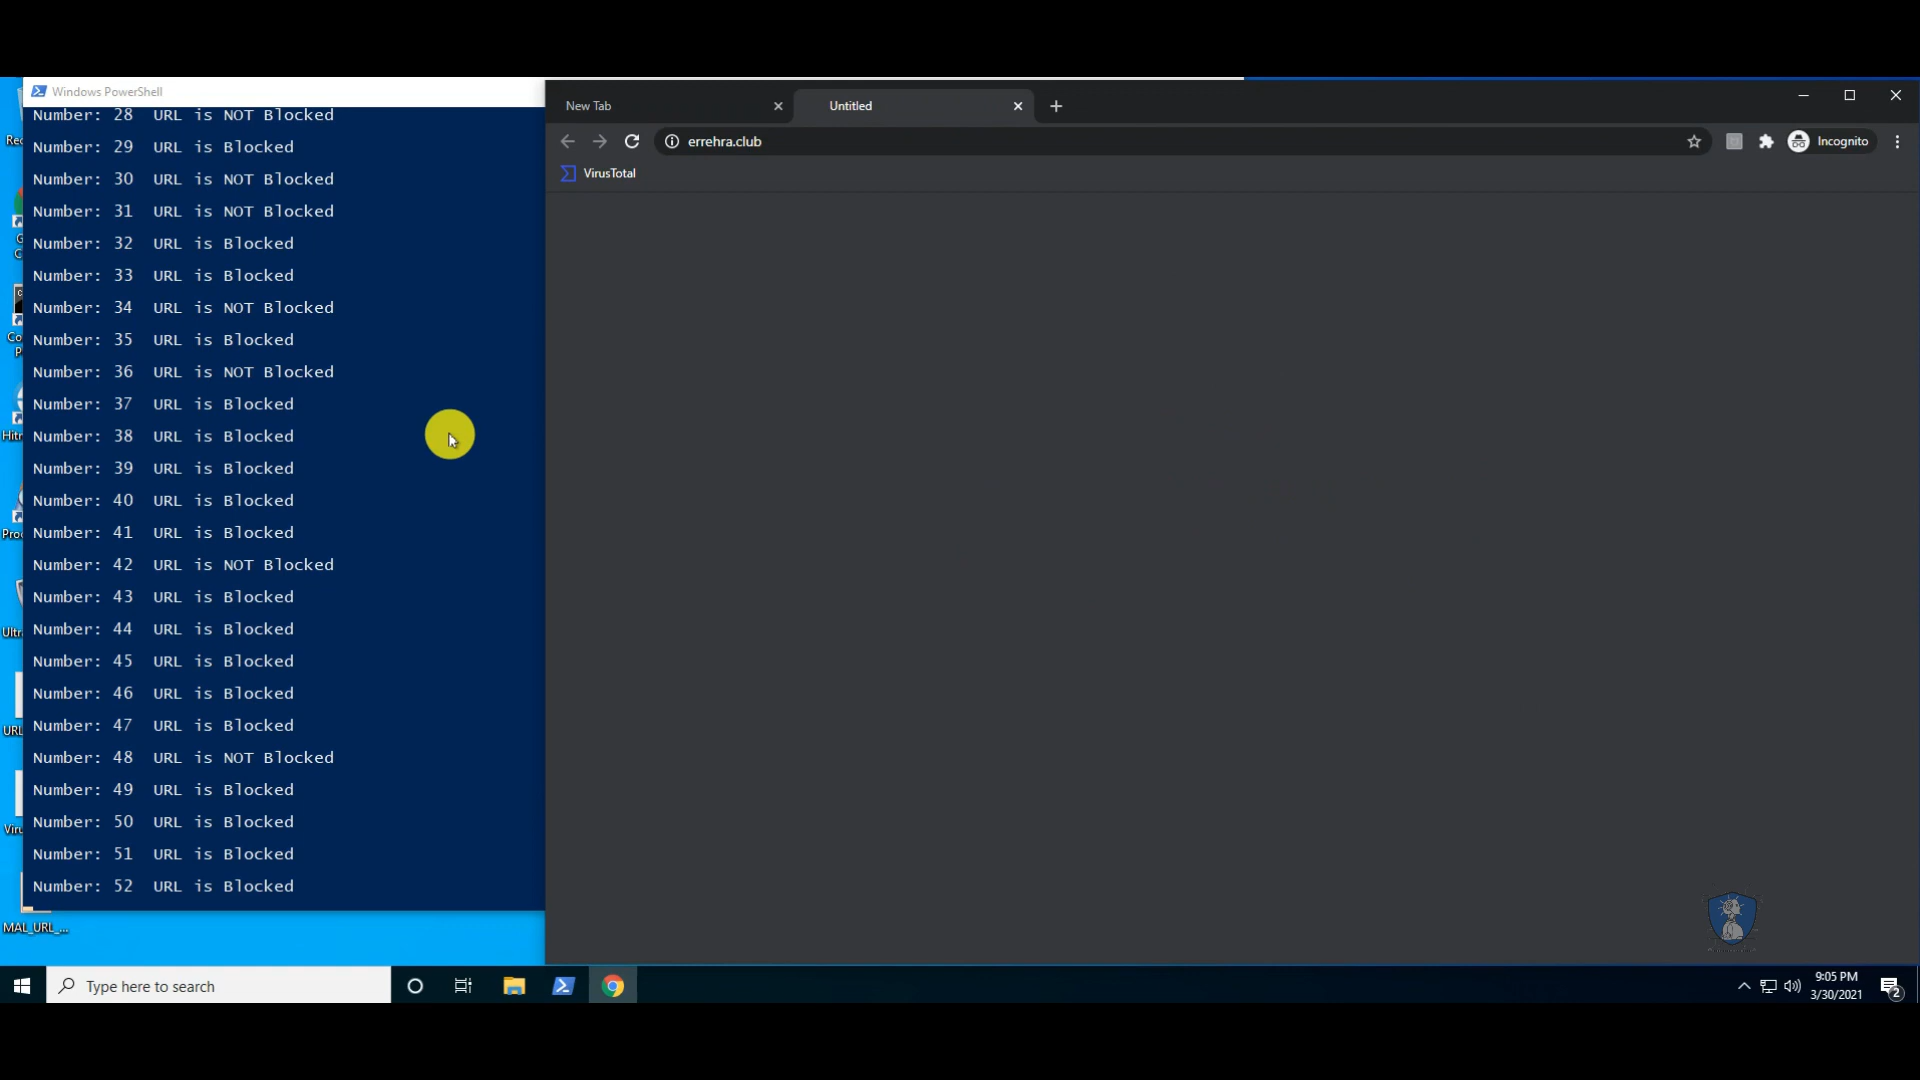 Windows PowerShell
Number: 28 URL is NOT Blocked
Number: 29 URL is Blocked
Number: 30 URL is NOT Blocked
Number: 31 URL is NOT Blocked
Number: 32 URL is Blocked
Number: 33 URL is Blocked
Number: 34 URL is NOT Blocked
Number: 35 URL is Blocked
Number: 36 URL is NOT Blocked
Number: 37 URL is Blocked
Number: 38 URL is Blocked
Number: 39 URL is Blocked
Number: 40 URL is Blocked
Number: 41 URL is Blocked
Number: 42 URL is NOT Blocked
Number: 43 URL is Blocked
Number: 44 URL is Blocked
Number: 45 URL is Blocked
Number: 46 URL is Blocked
Number: 47 URL is Blocked
Number: 48 URL is NOT Blocked
Number: 49 URL is Blocked
Number: 50 URL is Blocked
Number: 51 URL is Blocked
Number: 52 URL is Blocked
New Tab
Untitled
errehra.club
Incognito
VirusTotal
MAL_URL_...
Type here to search
9:05 PM
3/30/2021
2